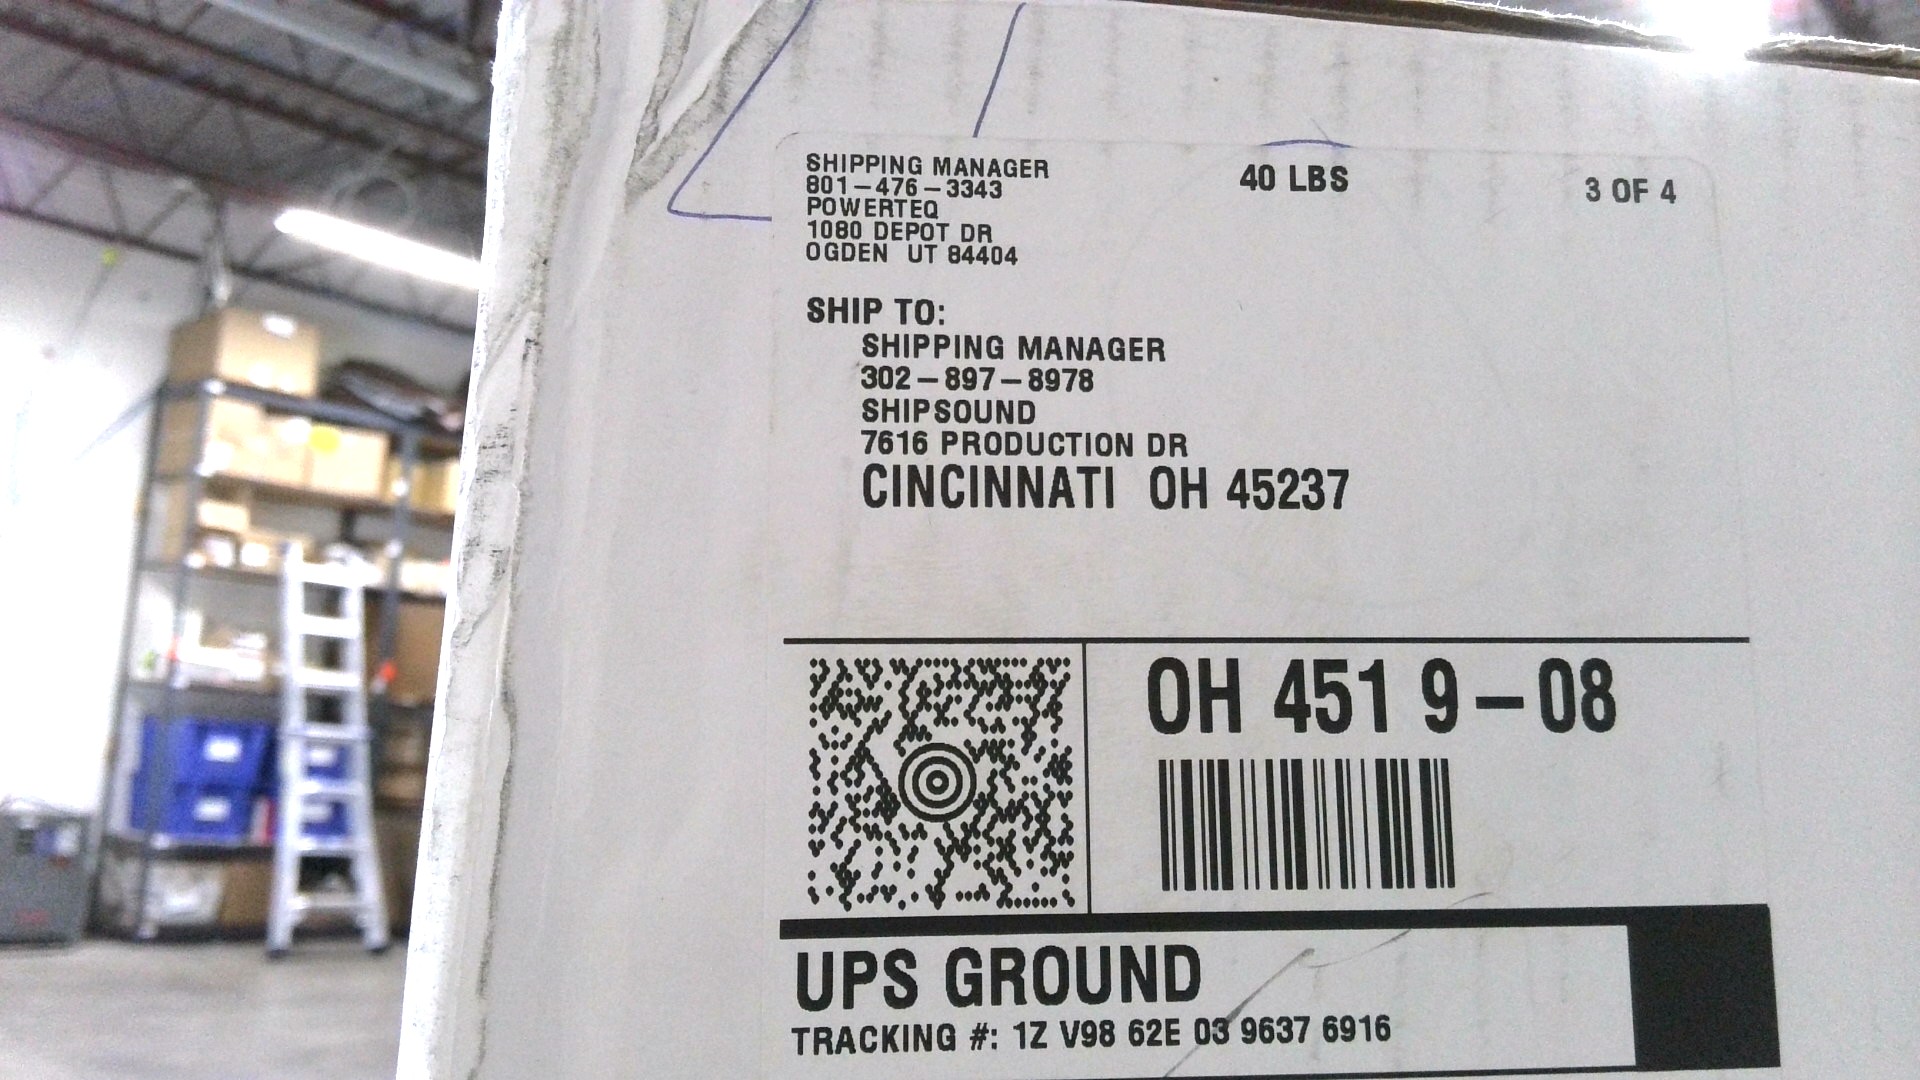 SHIPPING MANAGER
801-476-3343
POWERTEQ
1080 DEPOT DR
OGDEN UT 84404
40 LBS
3 OF 4
SHIP TO:
SHIPPING MANAGER
302-897-8978
SHIPSOUND
7616 PRODUCTION DR
CINCINNATI OH 45237
OH 451 9-08
UPS GROUND
TRACKING #: 1Z V98 62E 03 9637 6916